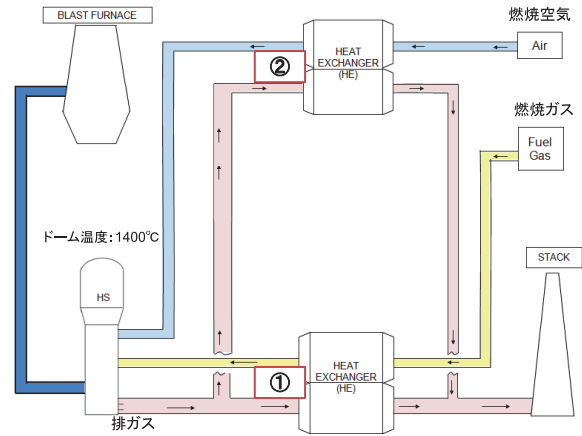 BLAST FURNACE
燃焼空気
Air
HEAT
EXCHANGER
(HE)
②
燃焼ガス
Fuel
Gas
ドーム温度:1400℃
HS
STACK
HEAT
EXCHANGER
(HE)
①
排ガス